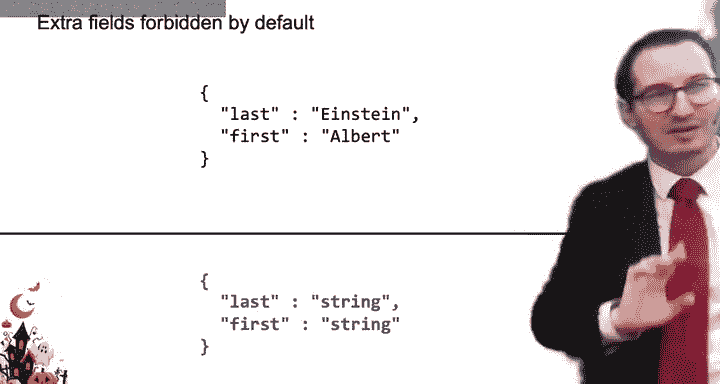 Extra fields forbidden by default
{
"last" : "Einstein",
"first" : "Albert"
}
{
"last" : "string",
"first" : "string"
}